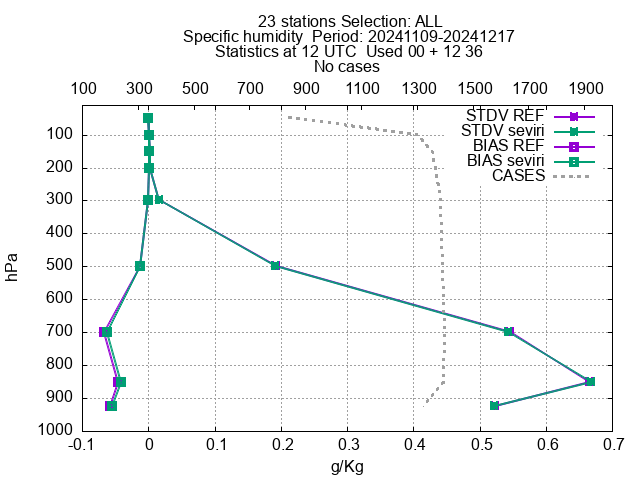 23 stations Selection: ALL
Specific humidity  Period: 20241109-20241217
Statistics at 12 UTC  Used 00 + 12 36
No cases
100 300 500 700 900 1100 1300 1500 1700 1900
STDV REF
STDV seviri
BIAS REF
BIAS seviri
CASES
100
200
300
400
500
600
700
800
900
1000
hPa
-0.1 0 0.1 0.2 0.3 0.4 0.5 0.6 0.7
g/Kg